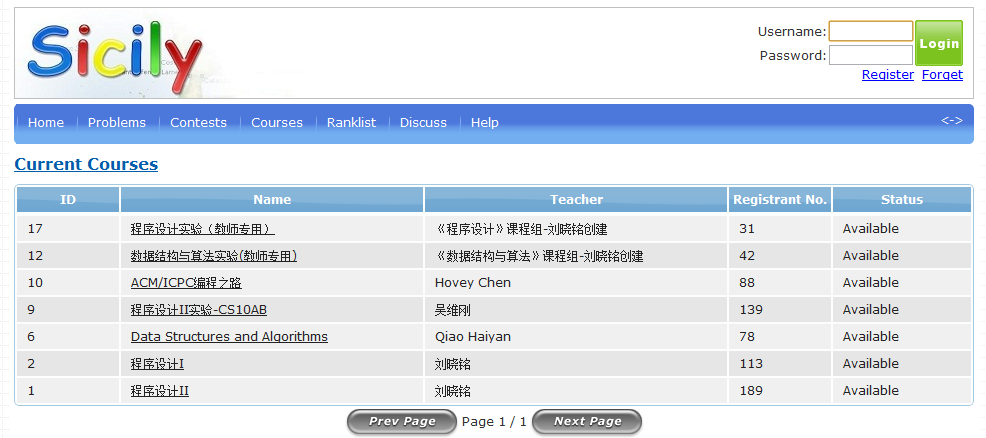 Sicily
Username:
Login
Password:
Register Forget
Home Problems Contests Courses Ranklist Discuss Help <->
Current Courses
ID Name Teacher Registrant No. Status
17 程序设计实验（教师专用） 《程序设计》课程组-刘晓铭创建 31 Available
12 数据结构与算法实验(教师专用) 《数据结构与算法》课程组-刘晓铭创建 42 Available
10 ACM/ICPC编程之路 Hovey Chen 88 Available
9 程序设计II实验-CS10AB 吴维刚 139 Available
6 Data Structures and Algorithms Qiao Haiyan 78 Available
2 程序设计I 刘晓铭 113 Available
1 程序设计II 刘晓铭 189 Available
Prev Page Page 1 / 1 Next Page